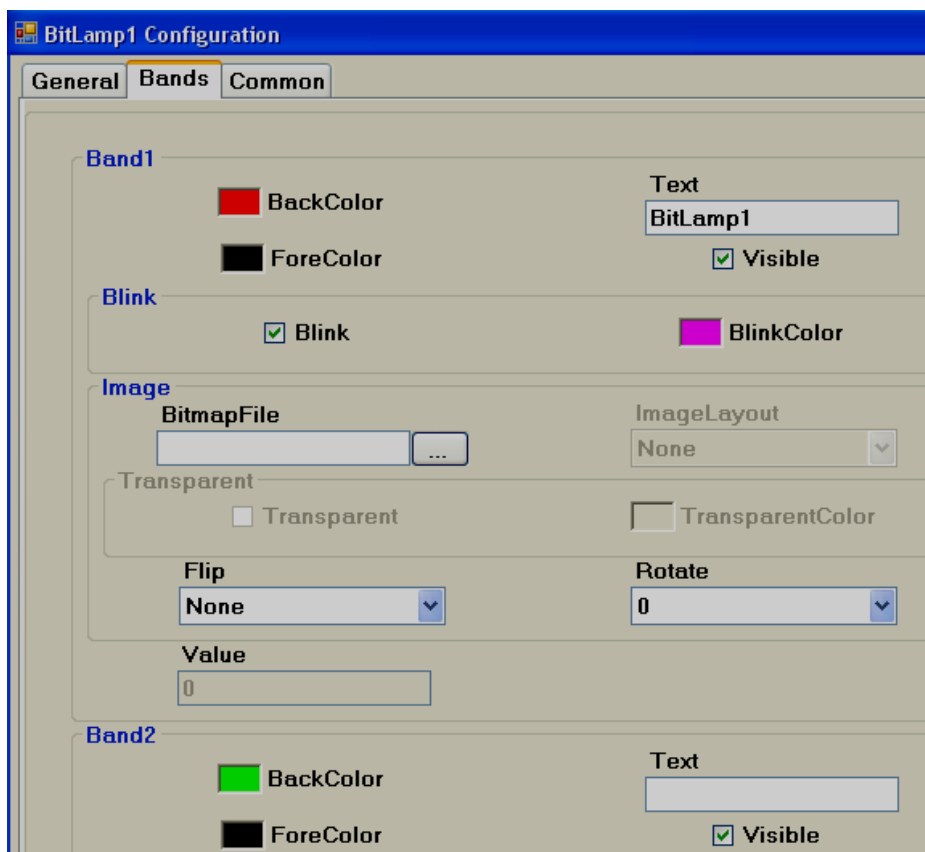 BitLamp1 Configuration
General Bands Common
Band1
BackColor
Text
BitLamp1
ForeColor
Visible
Blink
Blink
BlinkColor
Image
BitmapFile
ImageLayout
...
None
Transparent
Transparent
TransparentColor
Flip
Rotate
None
0
Value
0
Band2
BackColor
Text
ForeColor
Visible